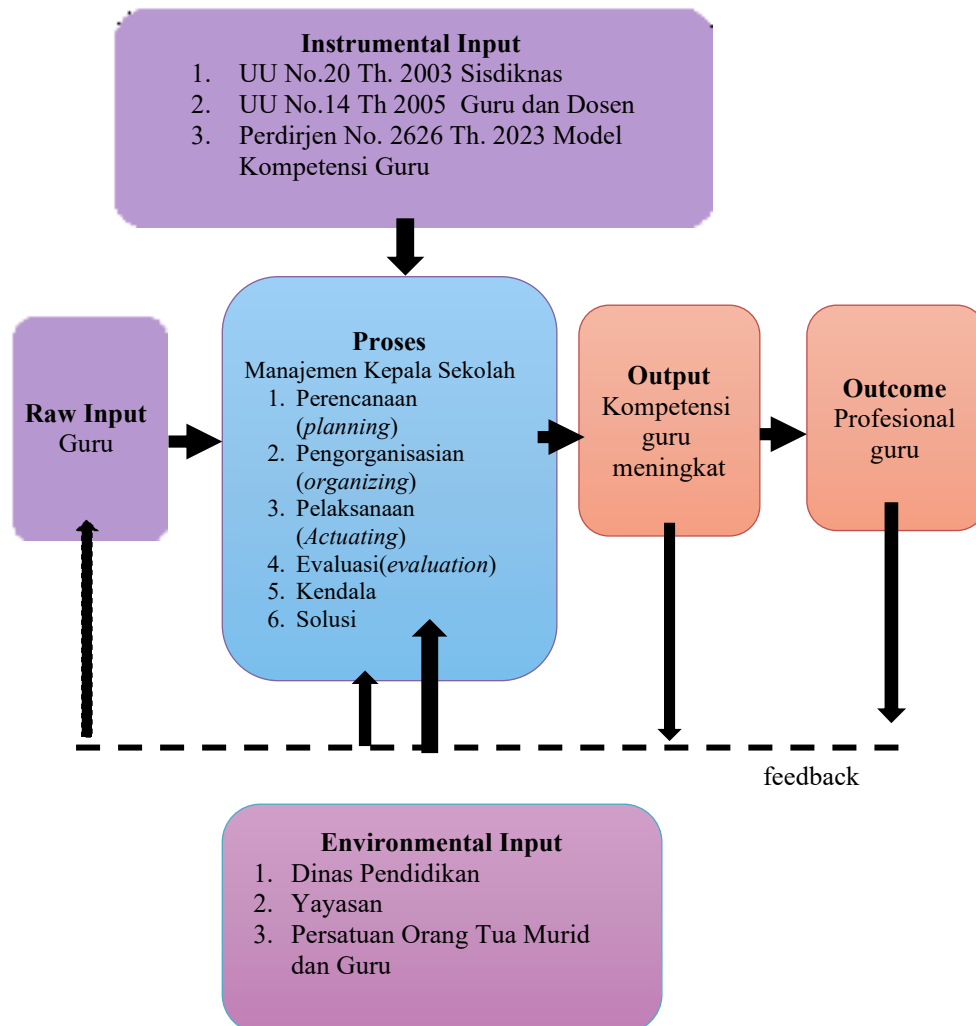 Instrumental Input
1. UU No.20 Th. 2003 Sisdiknas
2. UU No.14 Th 2005 Guru dan Dosen
3. Perdirjen No. 2626 Th. 2023 Model
Kompetensi Guru
Raw Input
Guru
Proses
Manajemen Kepala Sekolah
1. Perencanaan
(planning)
2. Pengorganisasian
(organizing)
3. Pelaksanaan
(Actuating)
4. Evaluasi(evaluation)
5. Kendala
6. Solusi
Output
Kompetensi
guru
meningkat
Outcome
Profesional
guru
feedback
Environmental Input
1. Dinas Pendidikan
2. Yayasan
3. Persatuan Orang Tua Murid
dan Guru